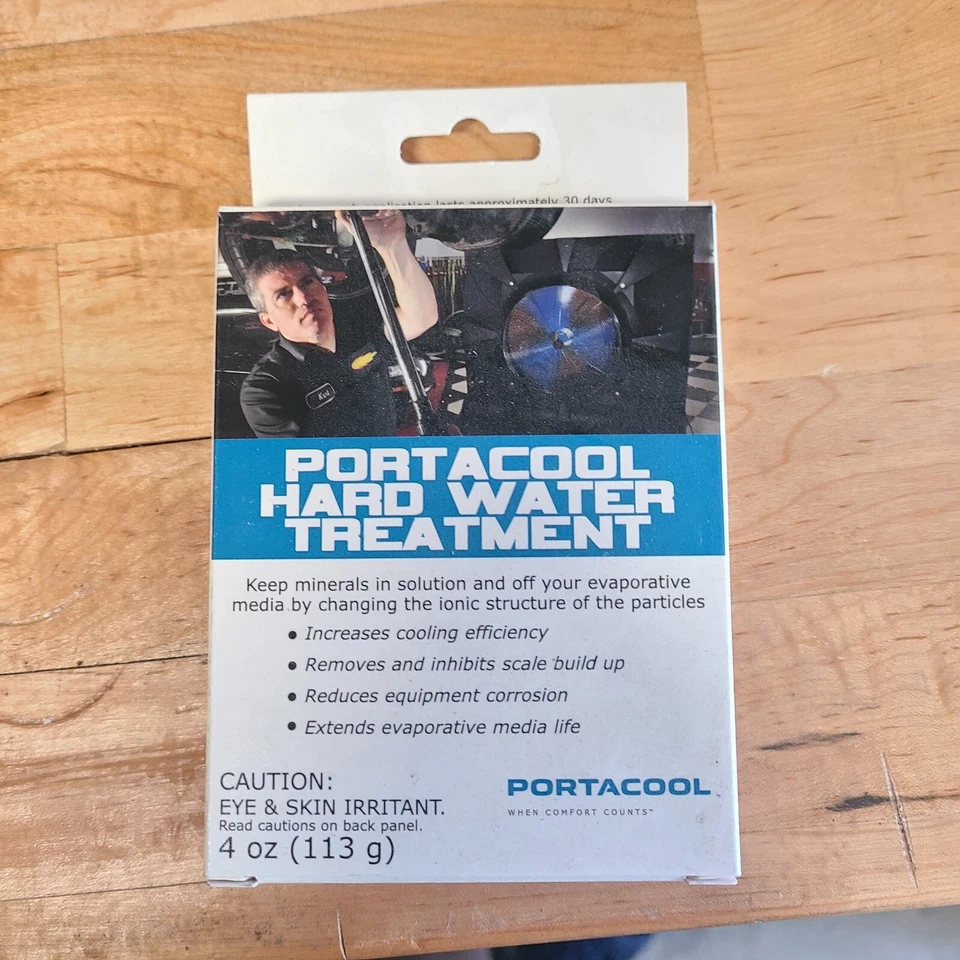 application lasts approximately 30 days
PORTACOOL
HARD WATER
TREATMENT
Keep minerals in solution and off your evaporative
media by changing the ionic structure of the particles
• Increases cooling efficiency
• Removes and inhibits scale build up
• Reduces equipment corrosion
• Extends evaporative media life
CAUTION:
EYE & SKIN IRRITANT.
Read cautions on back panel.
4 oz (113 g)
PORTACOOL
WHEN COMFORT COUNTS™